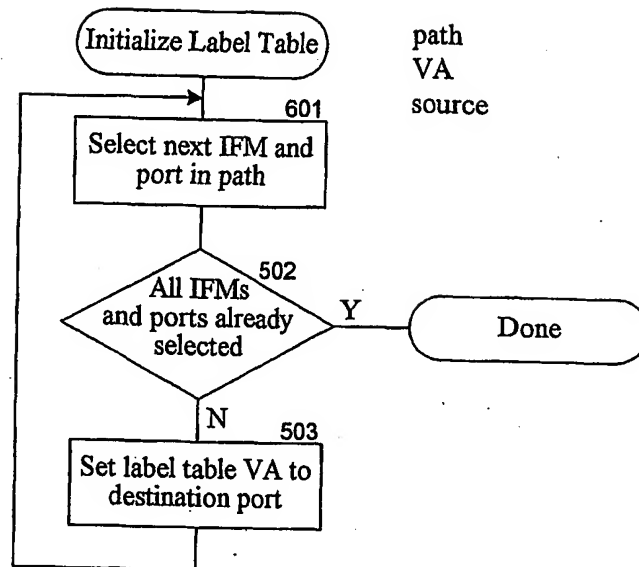 Initialize Label Table
path
VA
source
601
Select next IFM and
port in path
502
All IFMs
and ports already
selected
Y
Done
N
503
Set label table VA to
destination port